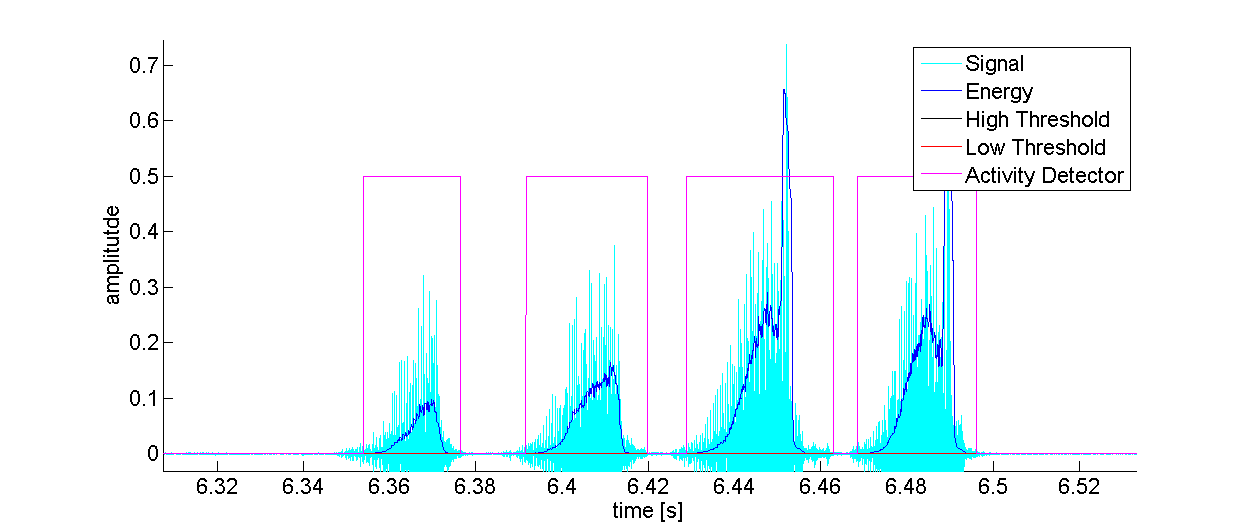 0.7
0.6
0.5
0.4
0.3
0.2
0.1
0
amplitutde
6.32 6.34 6.36 6.38 6.4 6.42 6.44 6.46 6.48 6.5 6.52
time [s]
Signal
Energy
High Threshold
Low Threshold
Activity Detector